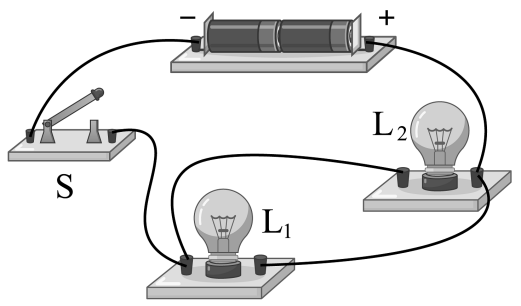 − +
L₂
S
L₁